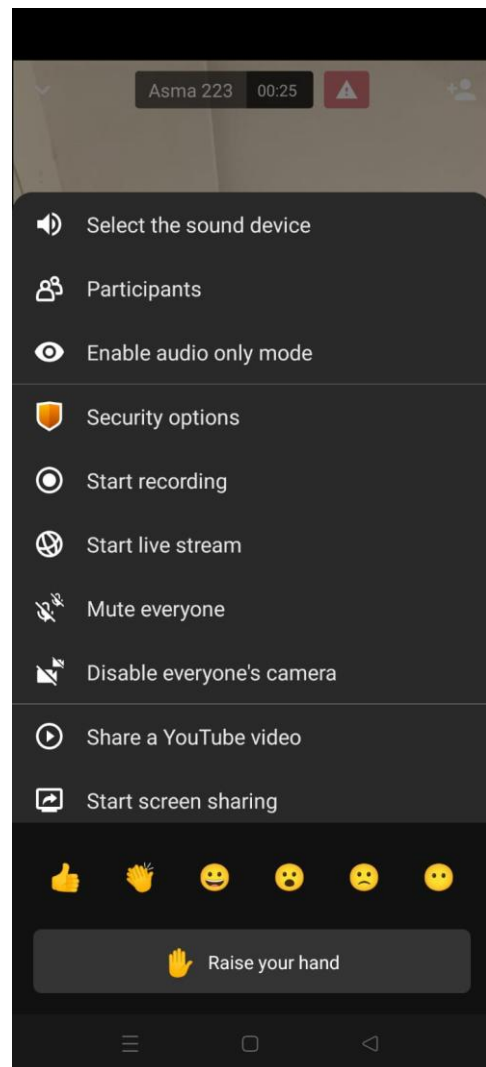 Asma 223 00:25
Select the sound device
Participants
Enable audio only mode
Security options
Start recording
Start live stream
Mute everyone
Disable everyone's camera
Share a YouTube video
Start screen sharing
Raise your hand